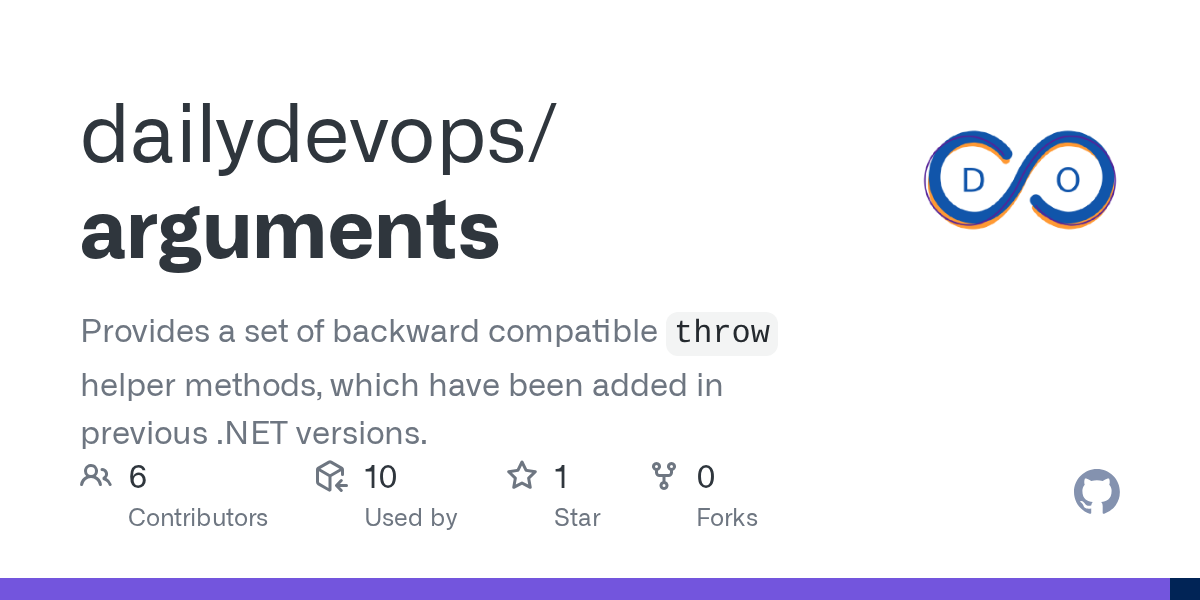 dailydevops/
arguments
D O
Provides a set of backward compatible throw
helper methods, which have been added in
previous .NET versions.
6 10 1 0
Contributors Used by Star Forks